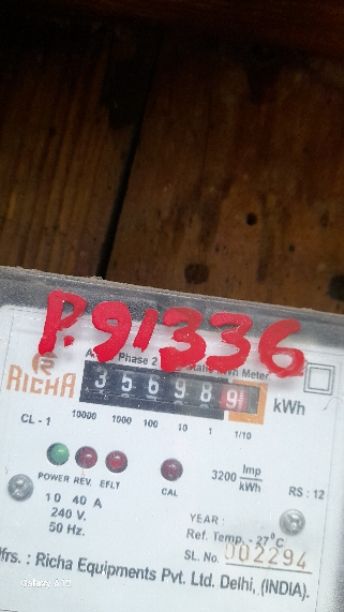 P.91336
Phase 2
Meter
RICHA
3 5 6 9 8 9
kWh
CL - 1
10000 1000 100 10 1 1/10
POWER REV. EFLT
CAL
3200 Imp/kWh
RS : 12
10 40 A
240 V.
50 Hz.
YEAR :
Ref. Temp. - 27°C
SL. No. 002294
Mfrs. : Richa Equipments Pvt. Ltd. Delhi, (INDIA).